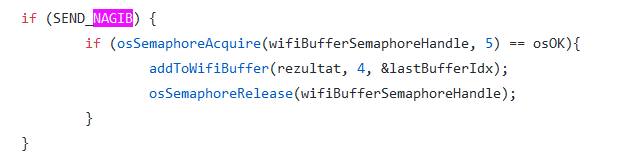 if (SEND_NAGIB) {
if (osSemaphoreAcquire(wifiBufferSemaphoreHandle, 5) == osOK){
addToWifiBuffer(rezultat, 4, &lastBufferIdx);
osSemaphoreRelease(wifiBufferSemaphoreHandle);
}
}